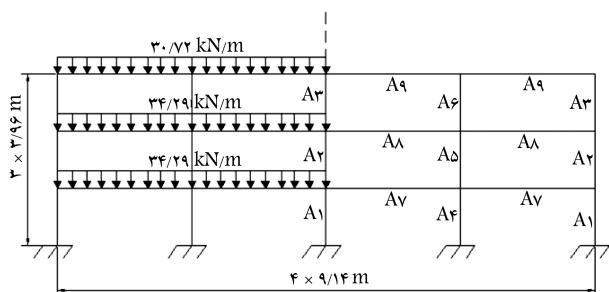 ۳۰/۷۲ kN/m
A۹
A۹
A۳
A۶
A۳
۳۴/۲۹ kN/m
A۸
A۸
A۲
A۵
A۲
۳۴/۲۹ kN/m
A۷
A۷
A۱
A۴
A۱
۳ × ۳/۹۶ m
۴ × ۹/۱۴ m